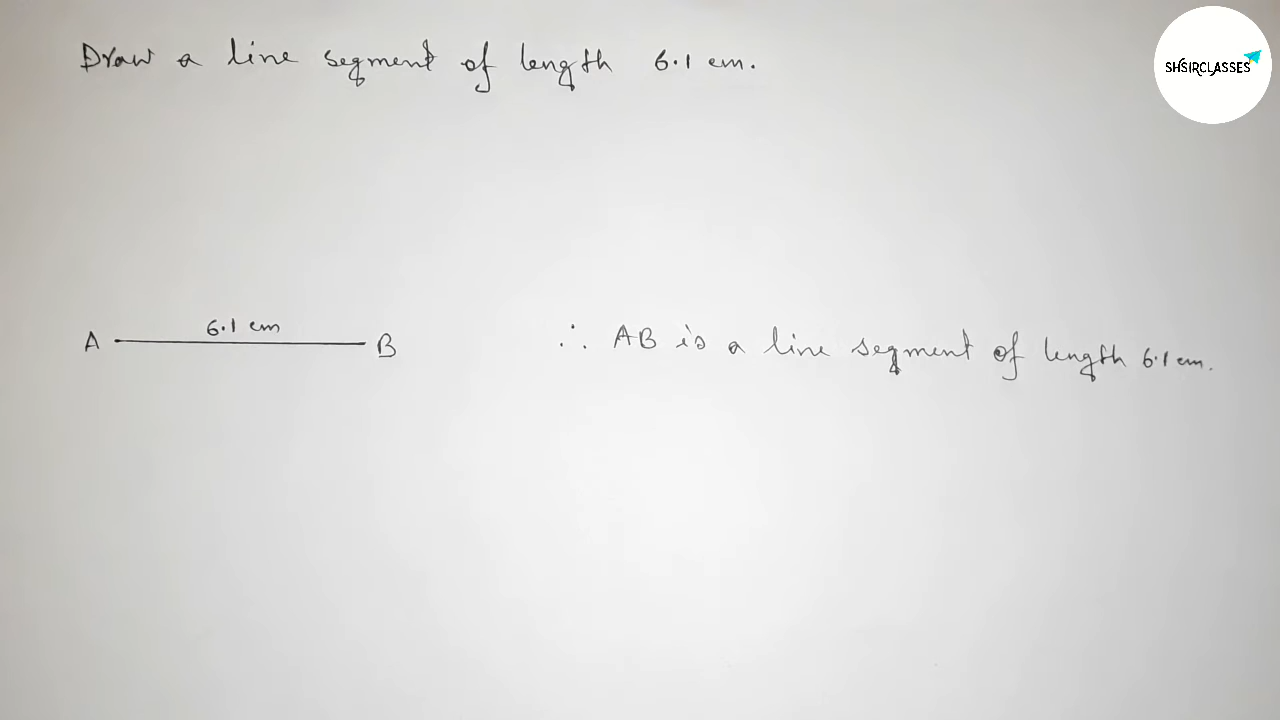 Draw a line segment of length 6.1 cm.
SHSIRCLASSES
6.1 cm
A B
∴ AB is a line segment of length 6.1 cm.